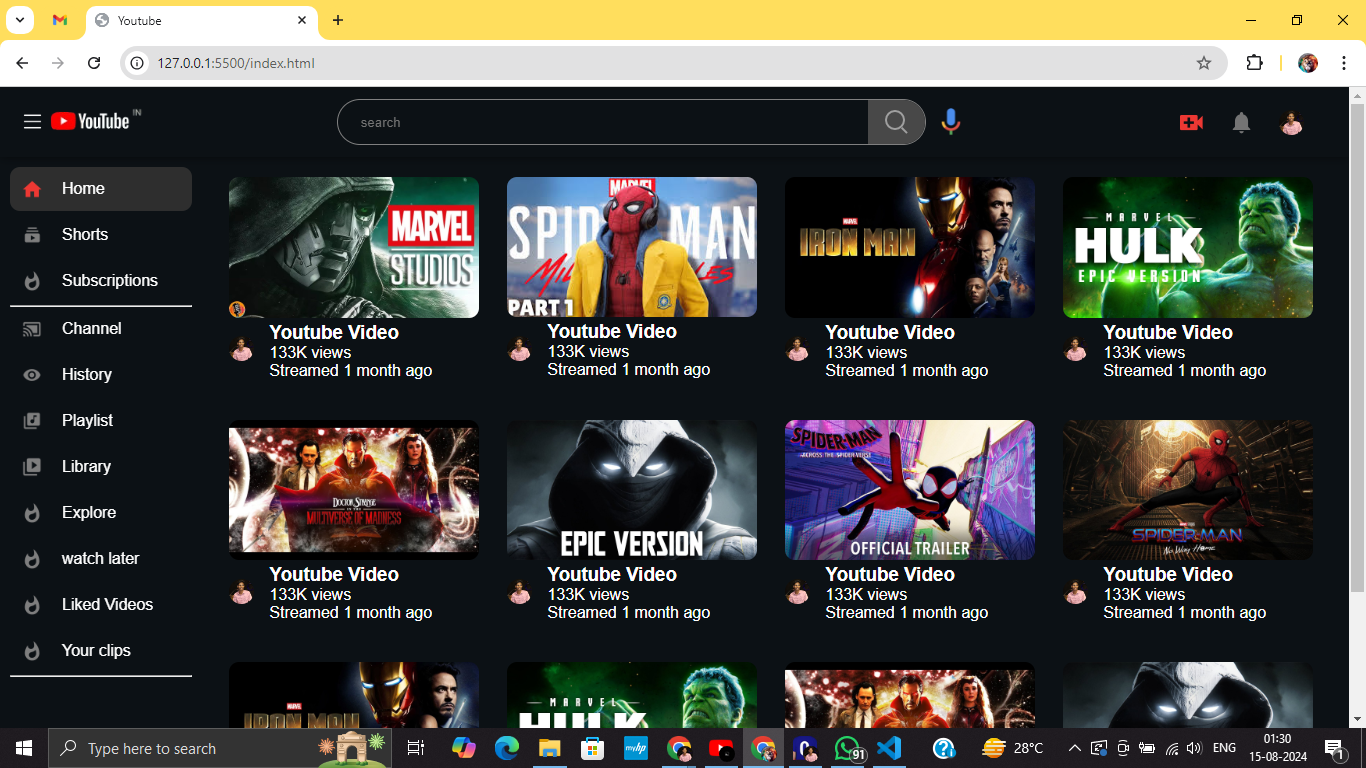 Youtube
127.0.0.1:5500/index.html
YouTube IN
search
Home
Shorts
Subscriptions
Channel
History
Playlist
Library
Explore
watch later
Liked Videos
Your clips
MARVEL
STUDIOS
Youtube Video
133K views
Streamed 1 month ago
MARVEL
SPIDER-MAN
PART 1
Youtube Video
133K views
Streamed 1 month ago
MARVEL
IRON MAN
Youtube Video
133K views
Streamed 1 month ago
MARVEL
HULK
EPIC VERSION
Youtube Video
133K views
Streamed 1 month ago
DOCTOR STRANGE
IN THE
MULTIVERSE OF MADNESS
Youtube Video
133K views
Streamed 1 month ago
EPIC VERSION
Youtube Video
133K views
Streamed 1 month ago
SPIDER-MAN
ACROSS THE SPIDER-VERSE
OFFICIAL TRAILER
Youtube Video
133K views
Streamed 1 month ago
SPIDER-MAN
No Way Home
Youtube Video
133K views
Streamed 1 month ago
MARVEL
IRON MAN
MARVEL
HULK
Type here to search
myhp
91
28°C
ENG
01:30
15-08-2024
1